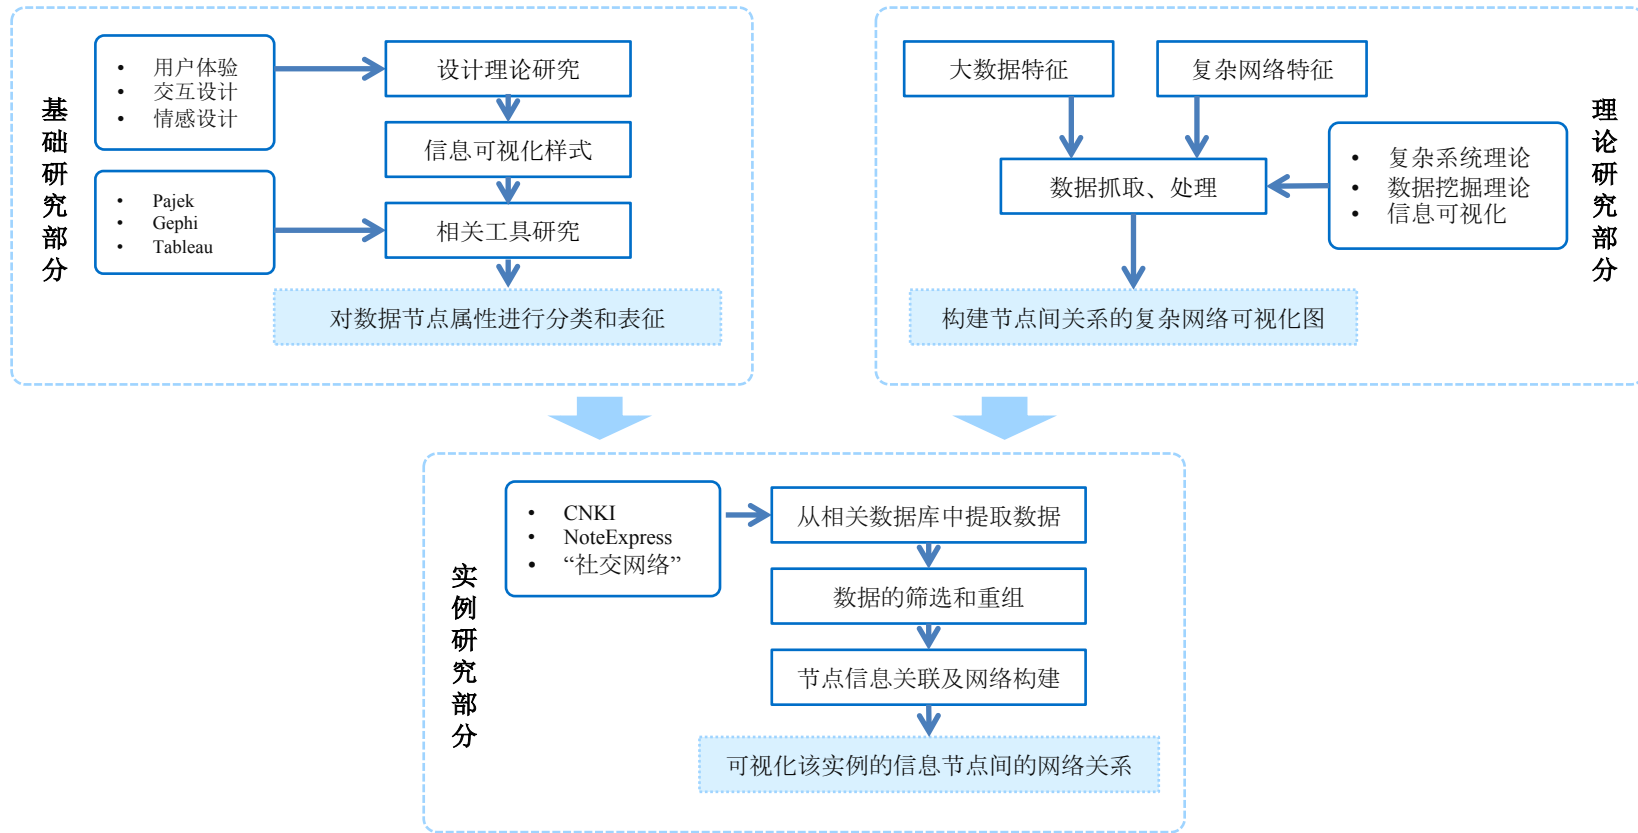 基础研究部分
• 用户体验
• 交互设计
• 情感设计
设计理论研究
信息可视化样式
• Pajek
• Gephi
• Tableau
相关工具研究
对数据节点属性进行分类和表征
大数据特征
复杂网络特征
数据抓取、处理
• 复杂系统理论
• 数据挖掘理论
• 信息可视化
理论研究部分
构建节点间关系的复杂网络可视化图
实例研究部分
• CNKI
• NoteExpress
• “社交网络”
从相关数据库中提取数据
数据的筛选和重组
节点信息关联及网络构建
可视化该实例的信息节点间的网络关系